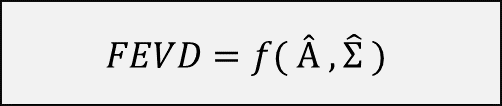 FEVD = f( Â , Σ̂ )